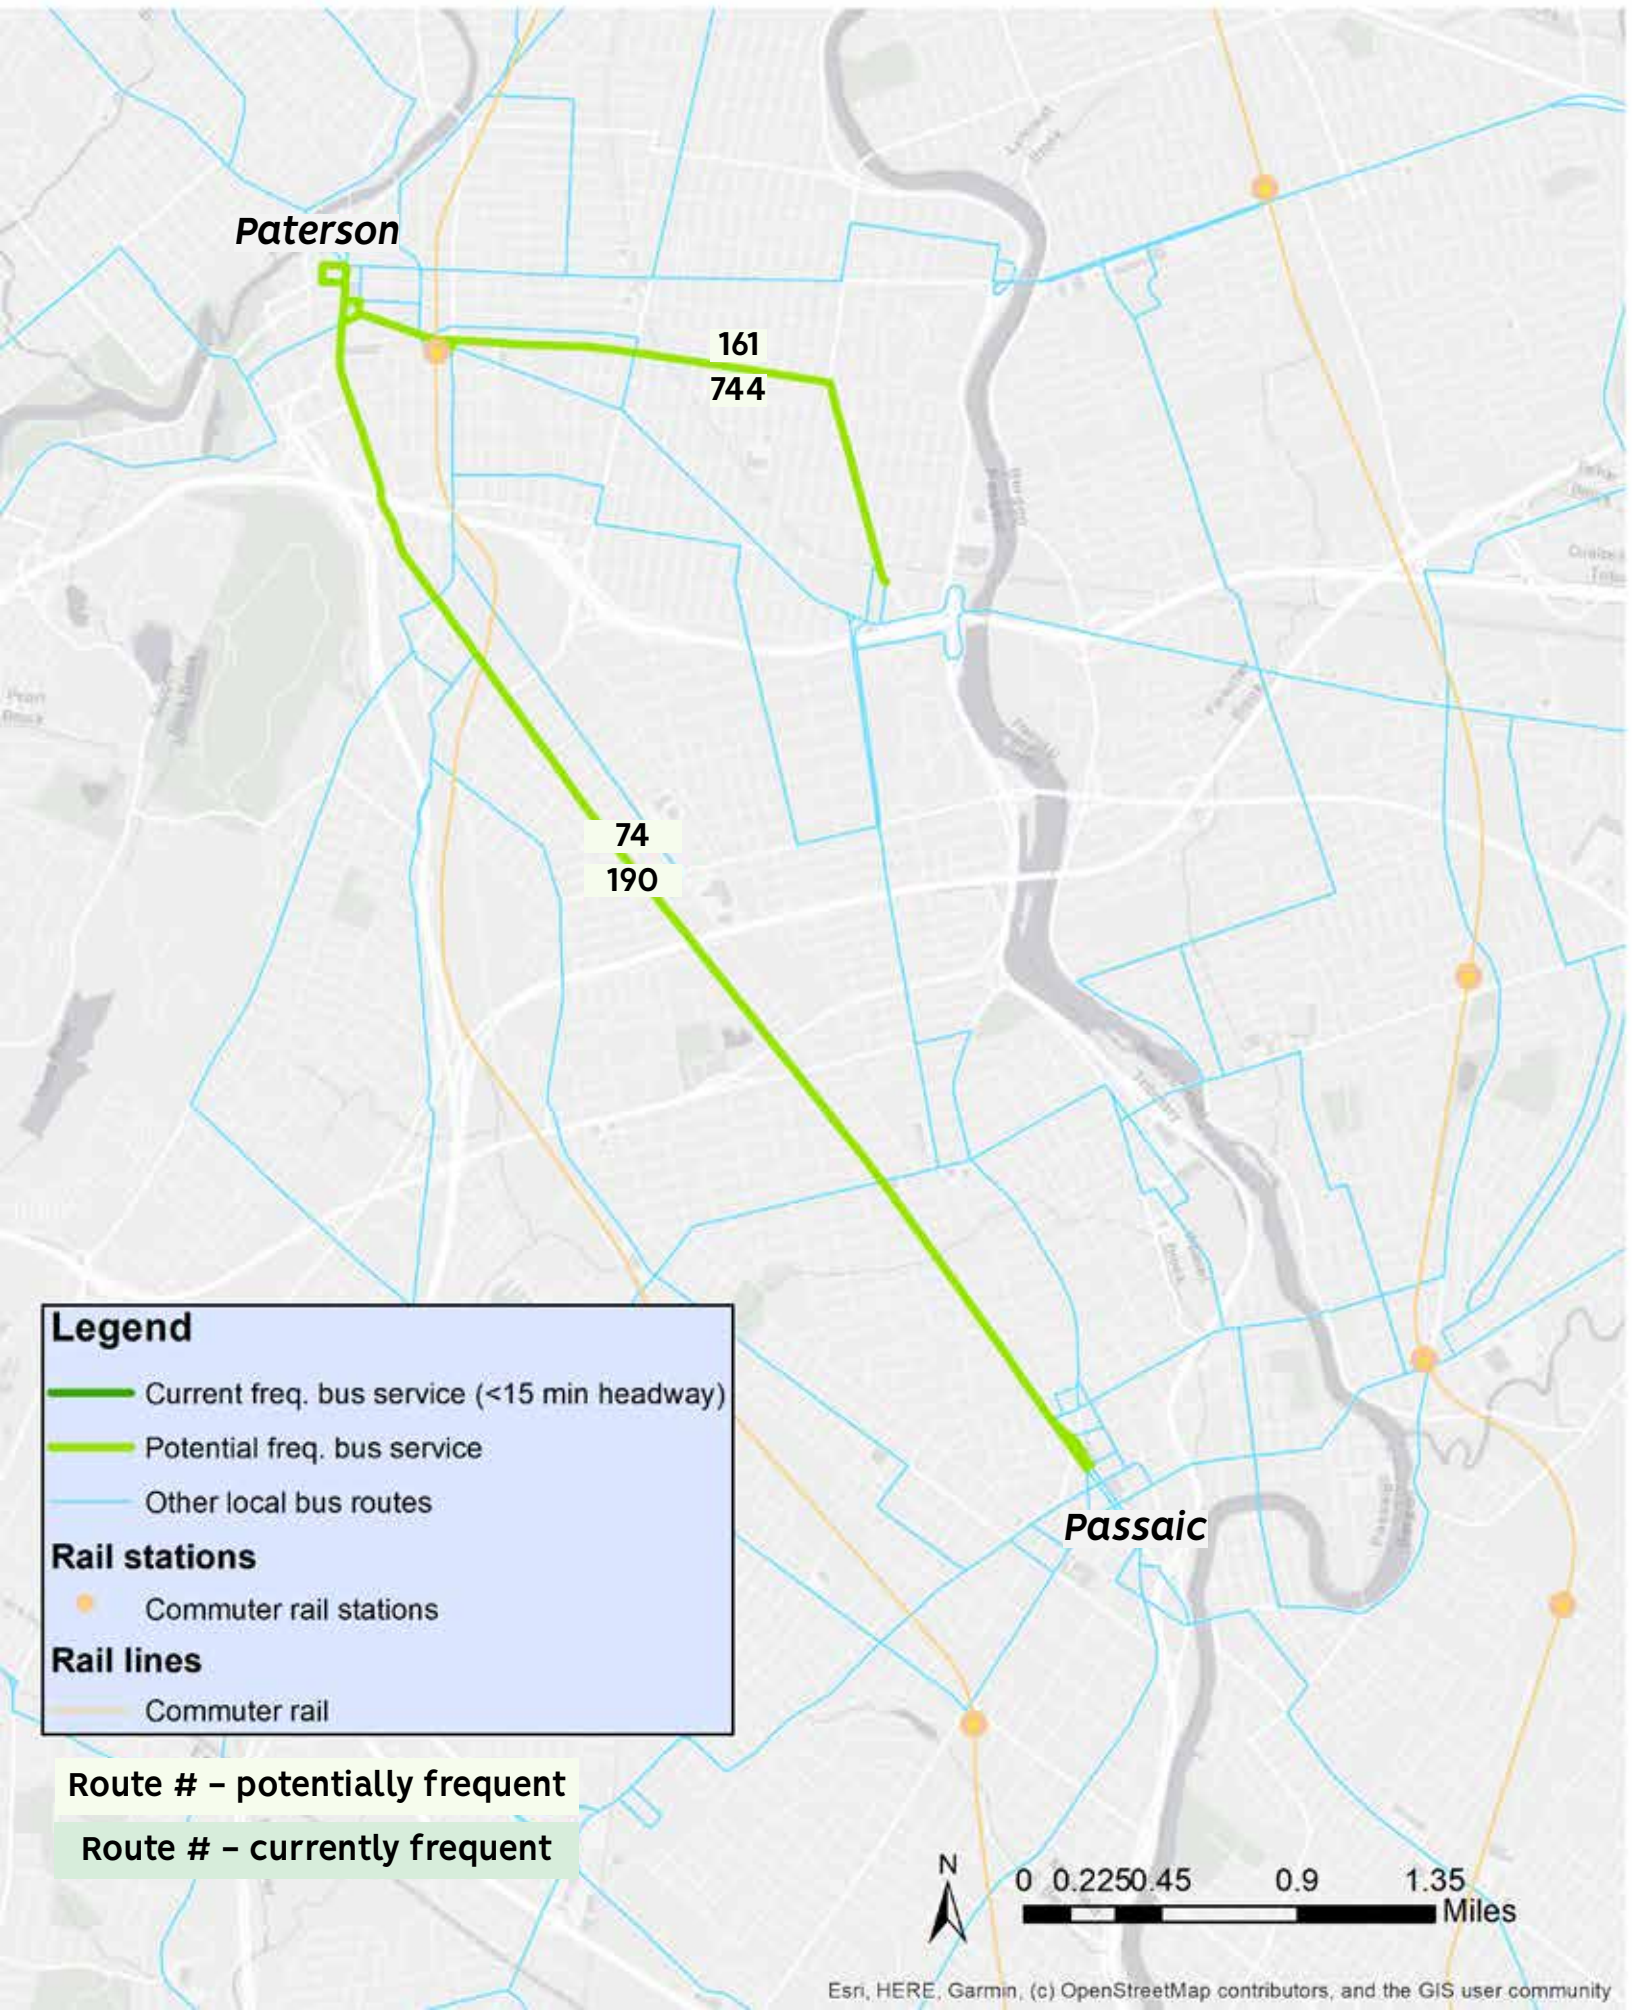 Paterson
161
744
74
190
Passaic
Legend
Current freq. bus service (<15 min headway)
Potential freq. bus service
Other local bus routes
Rail stations
Commuter rail stations
Rail lines
Commuter rail
Route # – potentially frequent
Route # – currently frequent
N
0 0.225 0.45 0.9 1.35
Miles
Esri, HERE, Garmin, (c) OpenStreetMap contributors, and the GIS user community